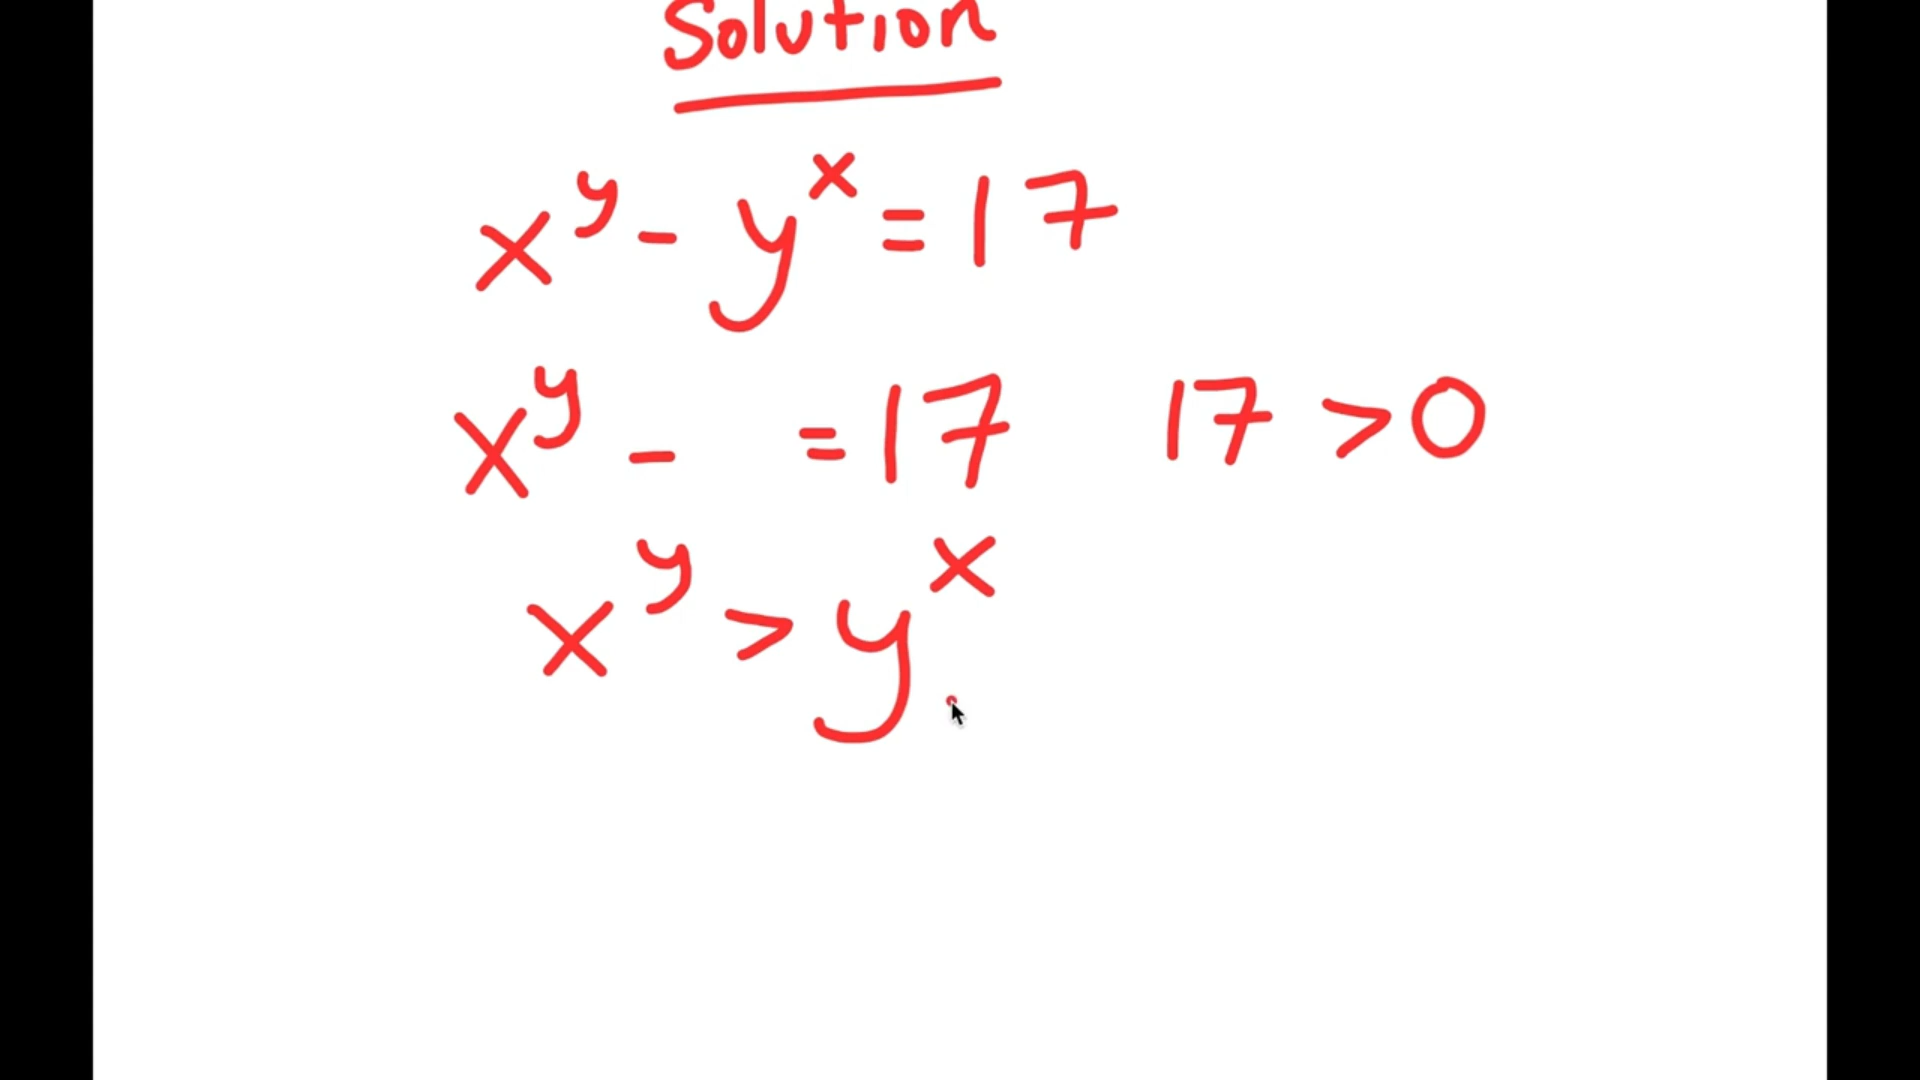 Solution
x^y - y^x = 17
x^y - = 17 17 > 0
x^y > y^x